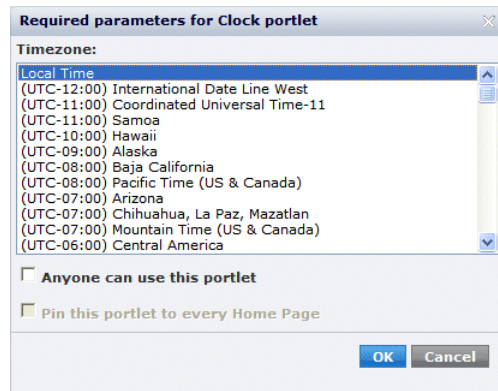 Required parameters for Clock portlet
Timezone:
Local Time
(UTC-12:00) International Date Line West
(UTC-11:00) Coordinated Universal Time-11
(UTC-11:00) Samoa
(UTC-10:00) Hawaii
(UTC-09:00) Alaska
(UTC-08:00) Baja California
(UTC-08:00) Pacific Time (US & Canada)
(UTC-07:00) Arizona
(UTC-07:00) Chihuahua, La Paz, Mazatlan
(UTC-07:00) Mountain Time (US & Canada)
(UTC-06:00) Central America
Anyone can use this portlet
Pin this portlet to every Home Page
OK Cancel